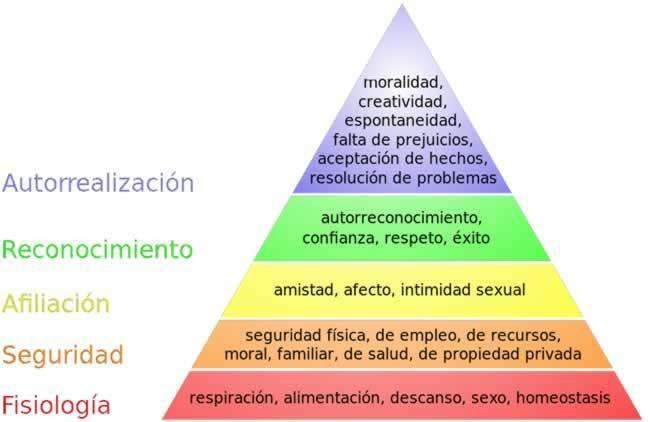 moralidad,
creatividad,
espontaneidad,
falta de prejuicios,
aceptación de hechos,
resolución de problemas
Autorrealización
autorreconocimiento,
confianza, respeto, éxito
Reconocimiento
amistad, afecto, intimidad sexual
Afiliación
seguridad física, de empleo, de recursos,
moral, familiar, de salud, de propiedad privada
Seguridad
respiración, alimentación, descanso, sexo, homeostasis
Fisiología